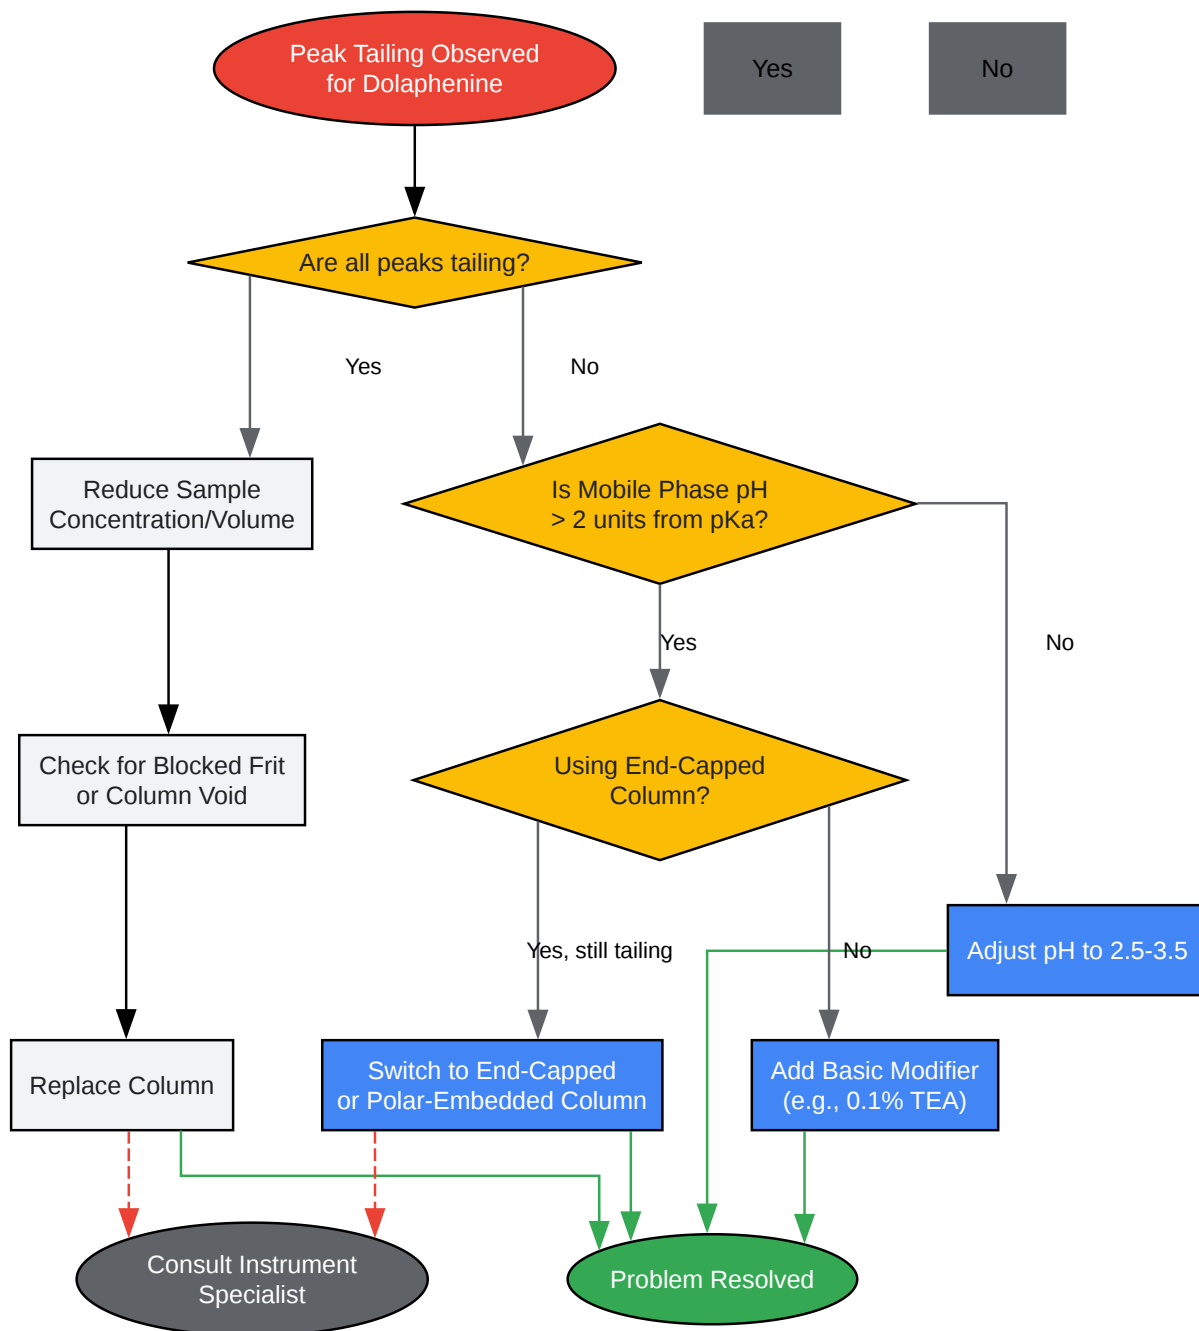 Peak Tailing Observed
for Dolaphenine
Yes
No
Are all peaks tailing?
Yes
No
Reduce Sample
Concentration/Volume
Is Mobile Phase pH
> 2 units from pKa?
Yes
No
Check for Blocked Frit
or Column Void
Using End-Capped
Column?
Yes, still tailing
No
Adjust pH to 2.5-3.5
Replace Column
Switch to End-Capped
or Polar-Embedded Column
Add Basic Modifier
(e.g., 0.1% TEA)
Consult Instrument
Specialist
Problem Resolved